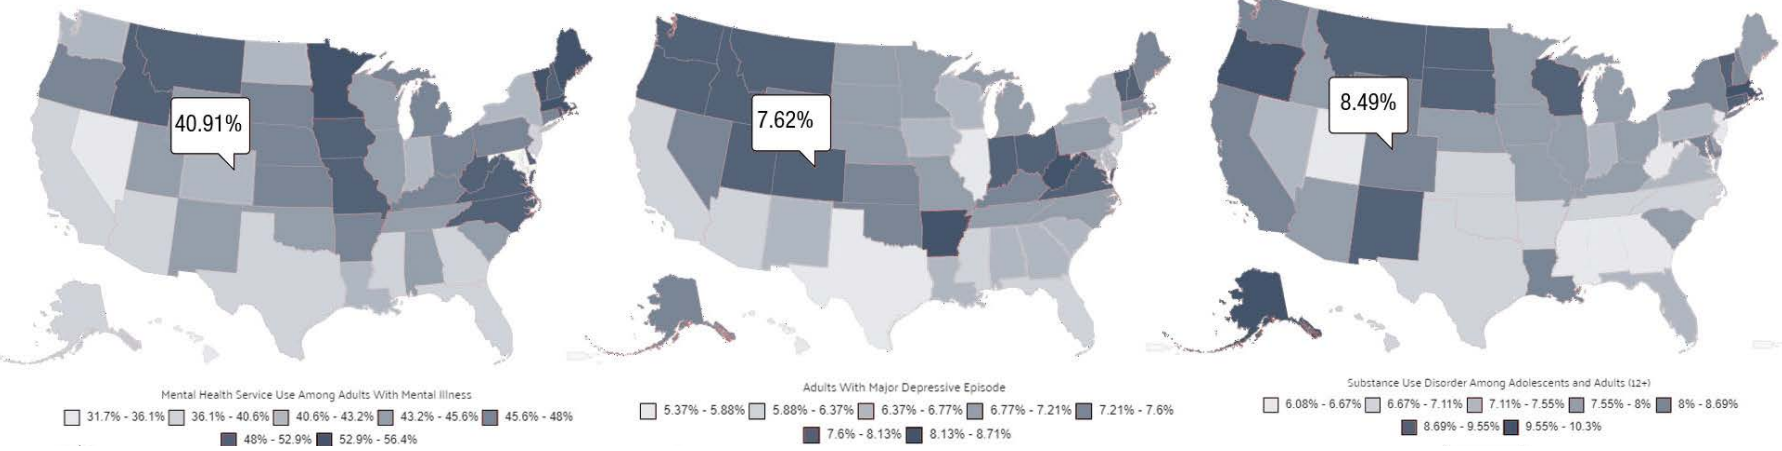 40.91%
7.62%
8.49%
Mental Health Service Use Among Adults With Mental Illness
31.7% - 36.1% 36.1% - 40.6% 40.6% - 43.2% 43.2% - 45.6% 45.6% - 48%
48% - 52.9% 52.9% - 56.4%
Adults With Major Depressive Episode
5.37% - 5.88% 5.88% - 6.37% 6.37% - 6.77% 6.77% - 7.21% 7.21% - 7.6%
7.6% - 8.13% 8.13% - 8.71%
Substance Use Disorder Among Adolescents and Adults (12+)
6.08% - 6.67% 6.67% - 7.11% 7.11% - 7.55% 7.55% - 8% 8% - 8.69%
8.69% - 9.55% 9.55% - 10.3%